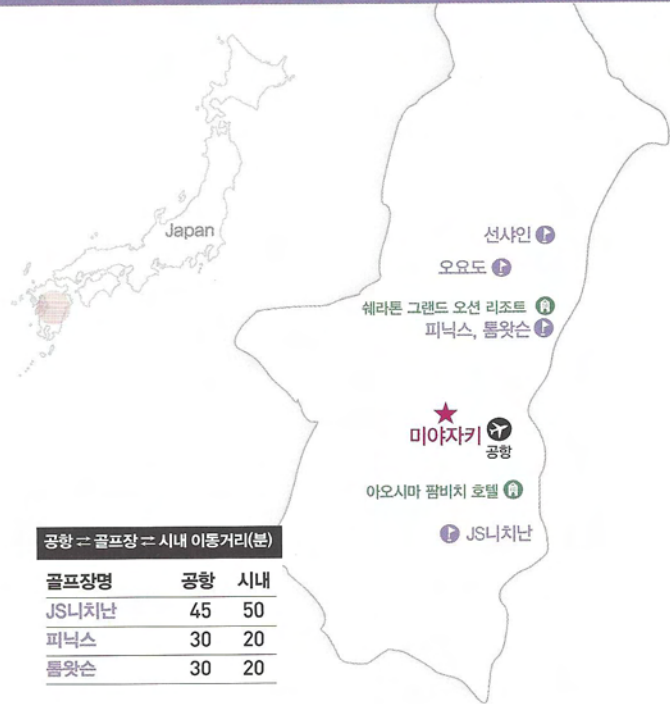 Japan
선샤인
오요도
쉐라톤 그랜드 오션 리조트
피닉스, 톰왓슨
미야자키
공항
아오시마 팜비치 호텔
JS니치난
공항 ⇌ 골프장 ⇌ 시내 이동거리(분)
골프장명 공항 시내
JS니치난 45 50
피닉스 30 20
톰왓슨 30 20